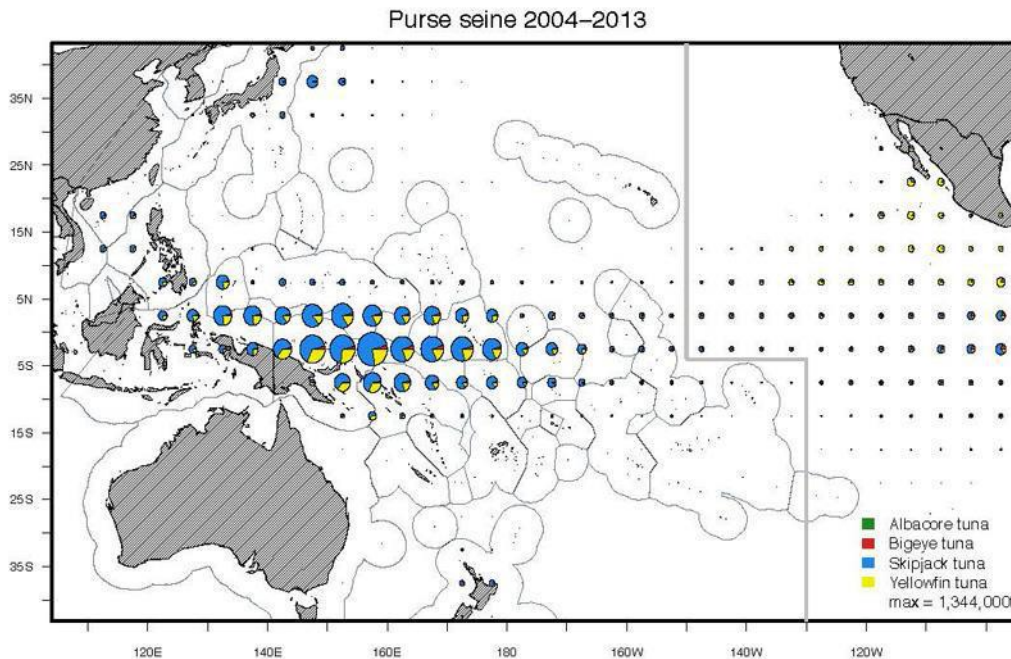 Purse seine 2004–2013
35N
25N
15N
5N
5S
15S
25S
35S
Albacore tuna
Bigeye tuna
Skipjack tuna
Yellowfin tuna
max = 1,344,000
120E 140E 160E 180 160W 140W 120W